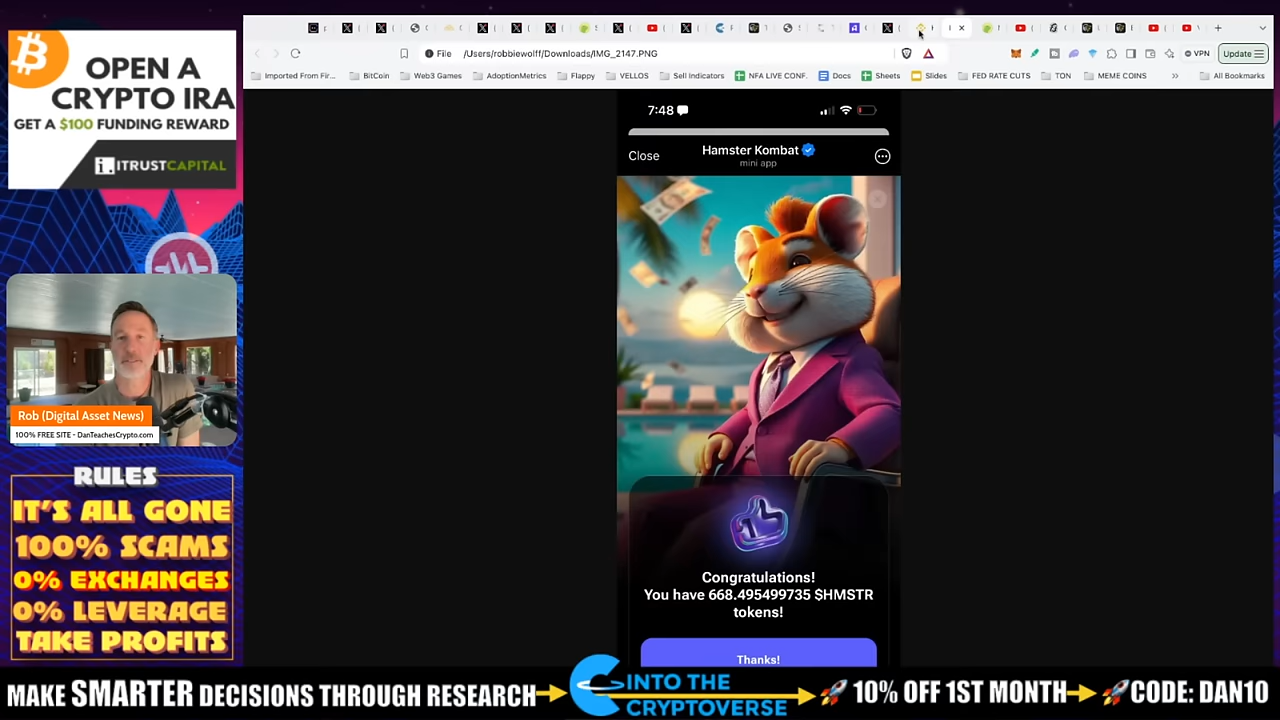 OPEN A
CRYPTO IRA
GET A $100 FUNDING REWARD
i. iTRUSTCAPITAL
File /Users/robbiewolff/Downloads/IMG_2147.PNG
VPN
Update
Imported From Fir...
BitCoin
Web3 Games
AdoptionMetrics
Flappy
VELLOS
Sell Indicators
NFA LIVE CONF.
Docs
Sheets
Slides
FED RATE CUTS
TON
MEME COINS
All Bookmarks
7:48
Close
Hamster Kombat
mini app
Congratulations!
You have 668.495499735 $HMSTR
tokens!
Thanks!
Rob (Digital Asset News)
100% FREE SITE - DanTeachesCrypto.com
RULES
IT'S ALL GONE
100% SCAMS
0% EXCHANGES
0% LEVERAGE
TAKE PROFITS
MAKE SMARTER DECISIONS THROUGH RESEARCH
INTO THE
CRYPTOVERSE
10% OFF 1ST MONTH
CODE: DAN10